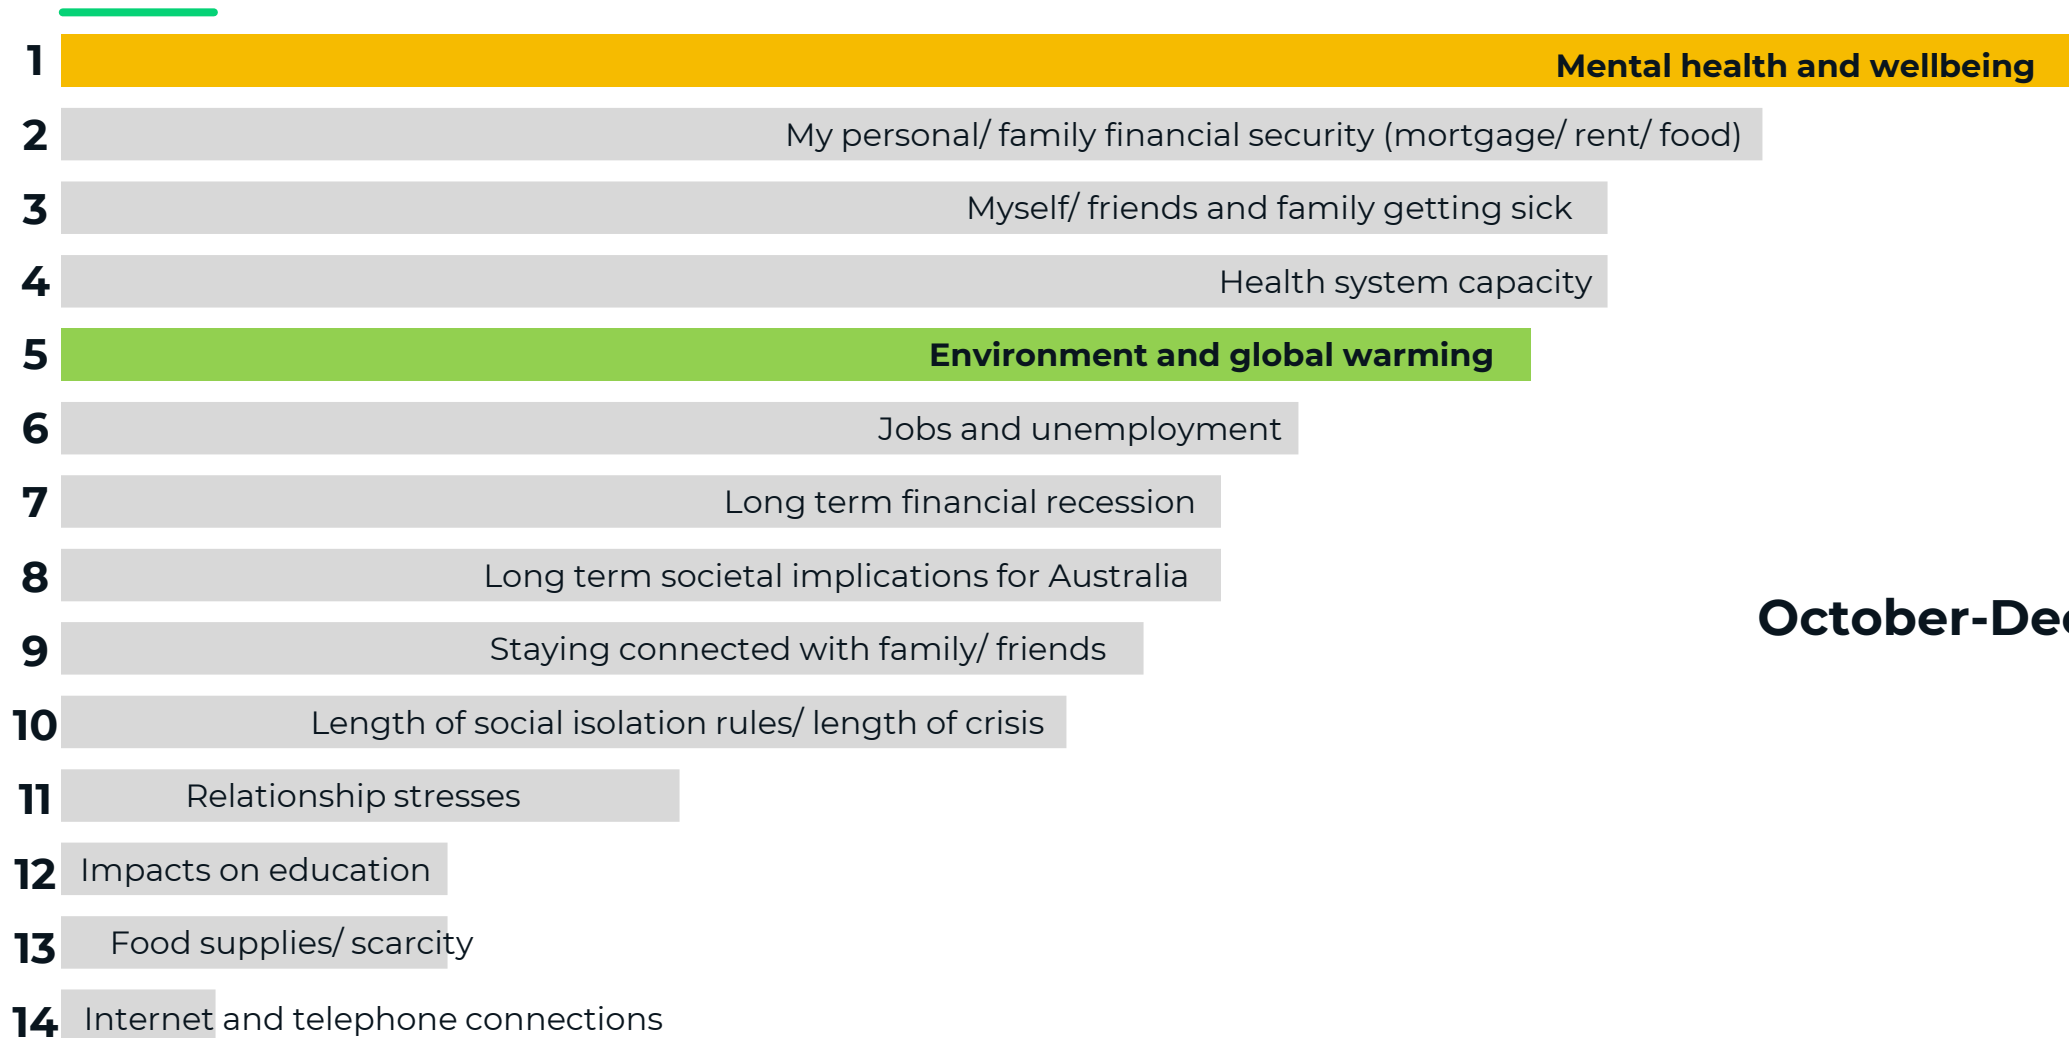 1 Mental health and wellbeing
2 My personal/ family financial security (mortgage/ rent/ food)
3 Myself/ friends and family getting sick
4 Health system capacity
5 Environment and global warming
6 Jobs and unemployment
7 Long term financial recession
8 Long term societal implications for Australia
October-Dec
9 Staying connected with family/ friends
10 Length of social isolation rules/ length of crisis
11 Relationship stresses
12 Impacts on education
13 Food supplies/ scarcity
14 Internet and telephone connections